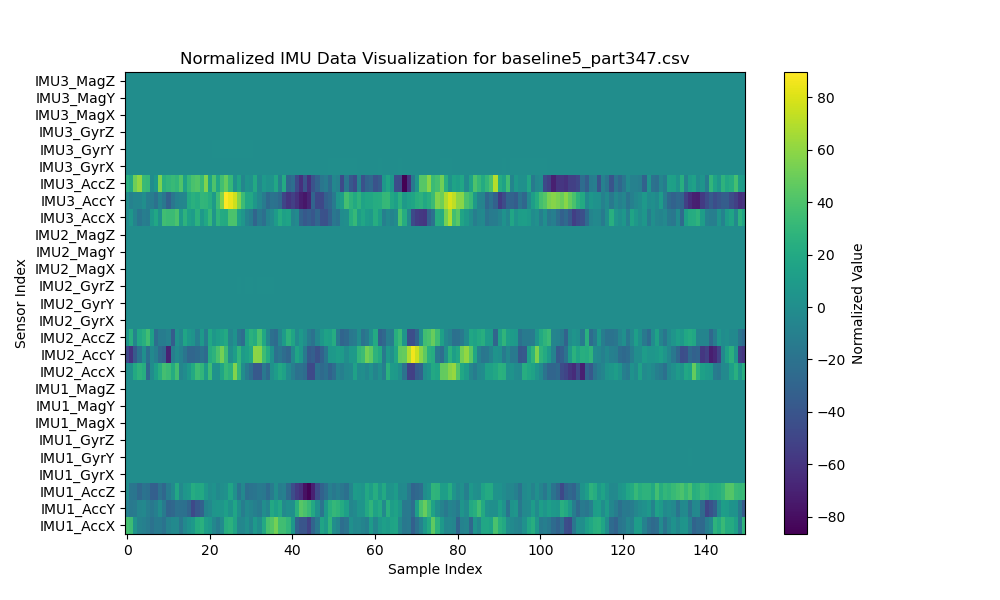 Normalized IMU Data Visualization for baseline5_part347.csv
IMU3_MagZ
IMU3_MagY
IMU3_MagX
IMU3_GyrZ
IMU3_GyrY
IMU3_GyrX
IMU3_AccZ
IMU3_AccY
IMU3_AccX
IMU2_MagZ
IMU2_MagY
IMU2_MagX
IMU2_GyrZ
IMU2_GyrY
IMU2_GyrX
IMU2_AccZ
IMU2_AccY
IMU2_AccX
IMU1_MagZ
IMU1_MagY
IMU1_MagX
IMU1_GyrZ
IMU1_GyrY
IMU1_GyrX
IMU1_AccZ
IMU1_AccY
IMU1_AccX
Sensor Index
0 20 40 60 80 100 120 140
Sample Index
80
60
40
20
0
−20
−40
−60
−80
Normalized Value